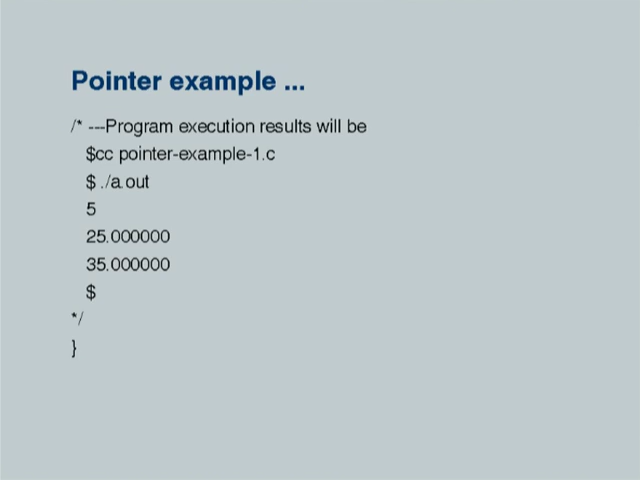 Pointer example ...
/* ---Program execution results will be
$cc pointer-example-1.c
$ ./a.out
5
25.000000
35.000000
$
*/
}